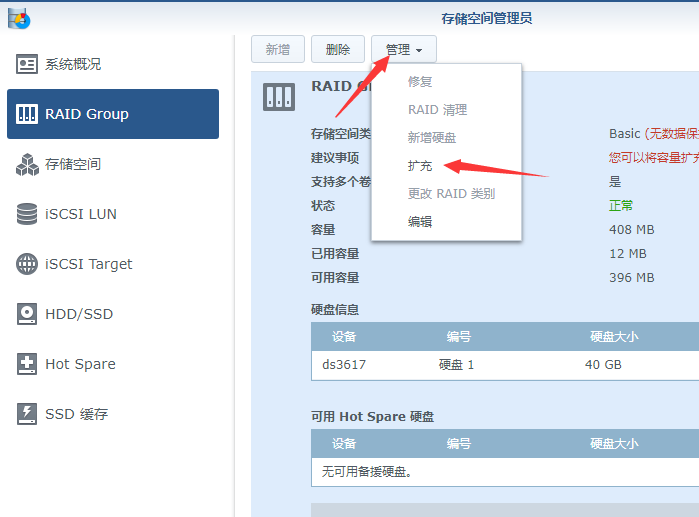 存储空间管理员
新增 删除 管理
系统概况
RAID Group
存储空间
iSCSI LUN
iSCSI Target
HDD/SSD
Hot Spare
SSD 缓存
RAID
修复
RAID 清理
新增硬盘
扩充
更改 RAID 类别
编辑
存储空间类 Basic (无数据保
建议事项 您可以将容量扩充
支持多个卷 是
状态 正常
容量 408 MB
已用容量 12 MB
可用容量 396 MB
硬盘信息
设备 编号 硬盘大小
ds3617 硬盘 1 40 GB
可用 Hot Spare 硬盘
设备 编号 硬盘大小
无可用备援硬盘。